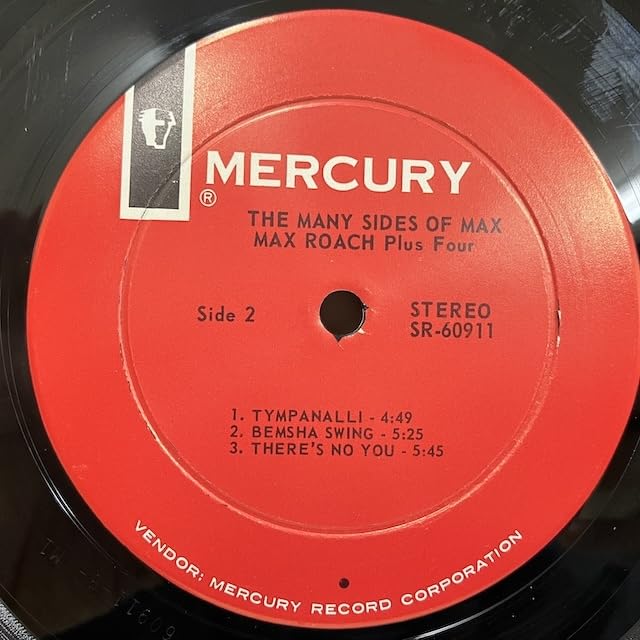 MERCURY
®
THE MANY SIDES OF MAX
MAX ROACH Plus Four
Side 2
STEREO
SR-60911
1. TYMPANALLI - 4:49
2. BEMSHA SWING - 5:25
3. THERE'S NO YOU - 5:45
VENDOR: MERCURY RECORD CORPORATION